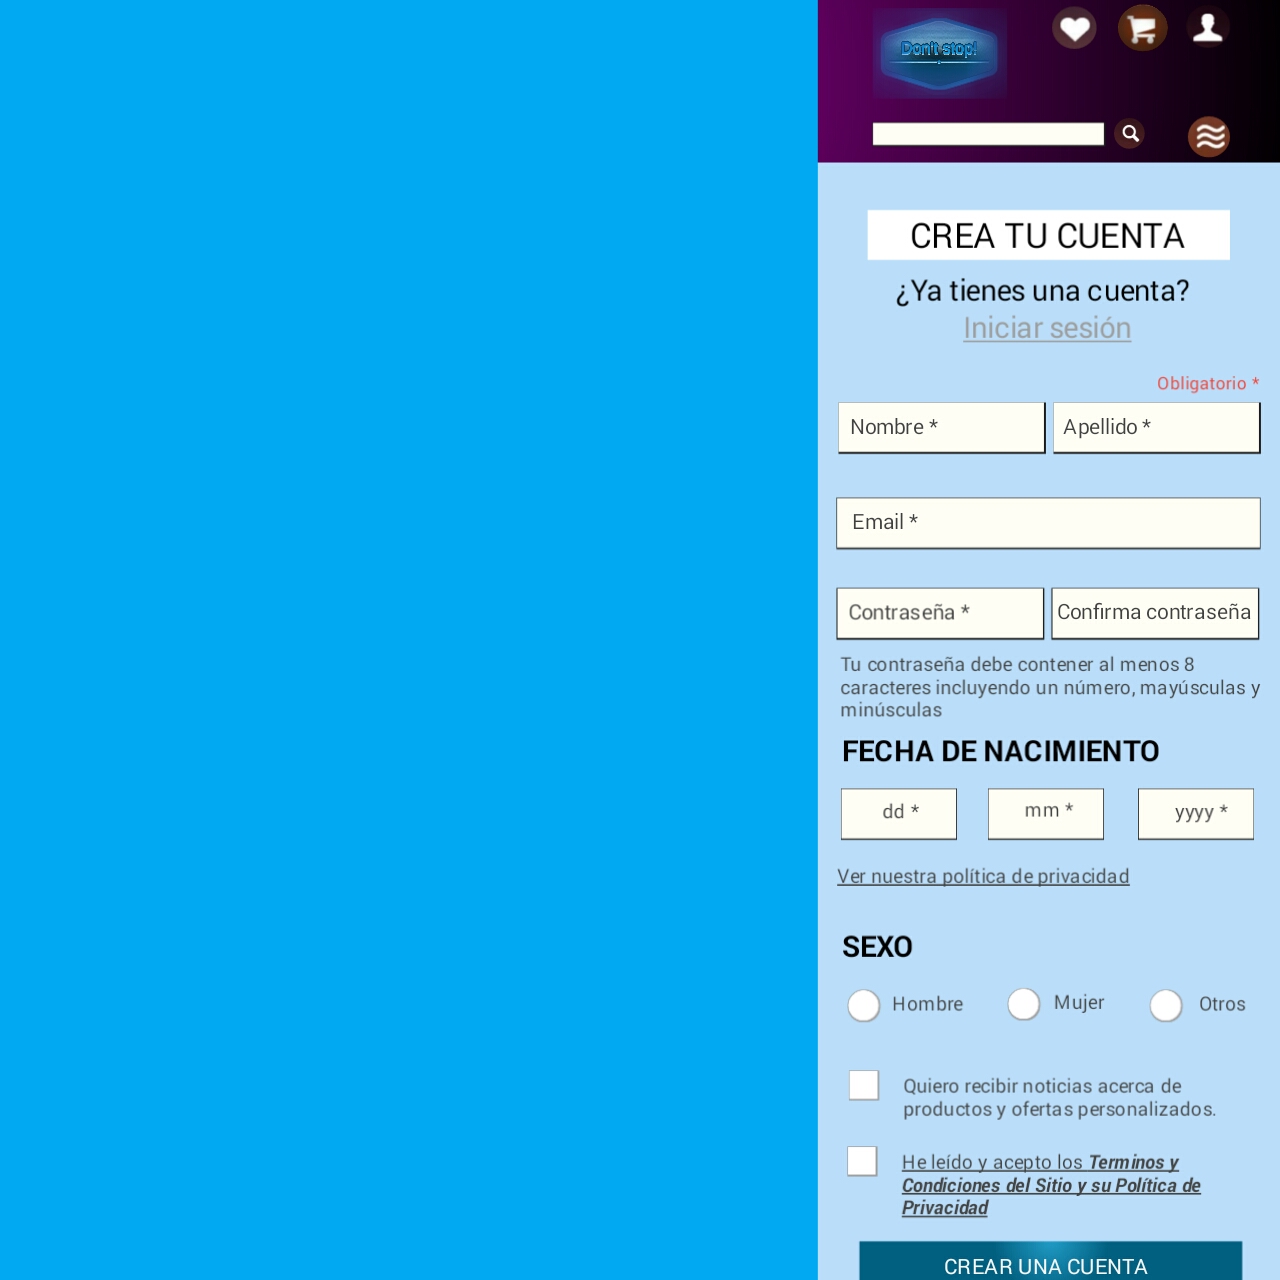 Don't stop!
CREA TU CUENTA
¿Ya tienes una cuenta?
Iniciar sesión
Obligatorio *
Nombre * Apellido *
Email *
Contraseña * Confirma contraseña
Tu contraseña debe contener al menos 8
caracteres incluyendo un número, mayúsculas y
minúsculas
FECHA DE NACIMIENTO
dd * mm * yyyy *
Ver nuestra política de privacidad
SEXO
Hombre Mujer Otros
Quiero recibir noticias acerca de
productos y ofertas personalizados.
He leído y acepto los Terminos y
Condiciones del Sitio y su Política de
Privacidad
CREAR UNA CUENTA